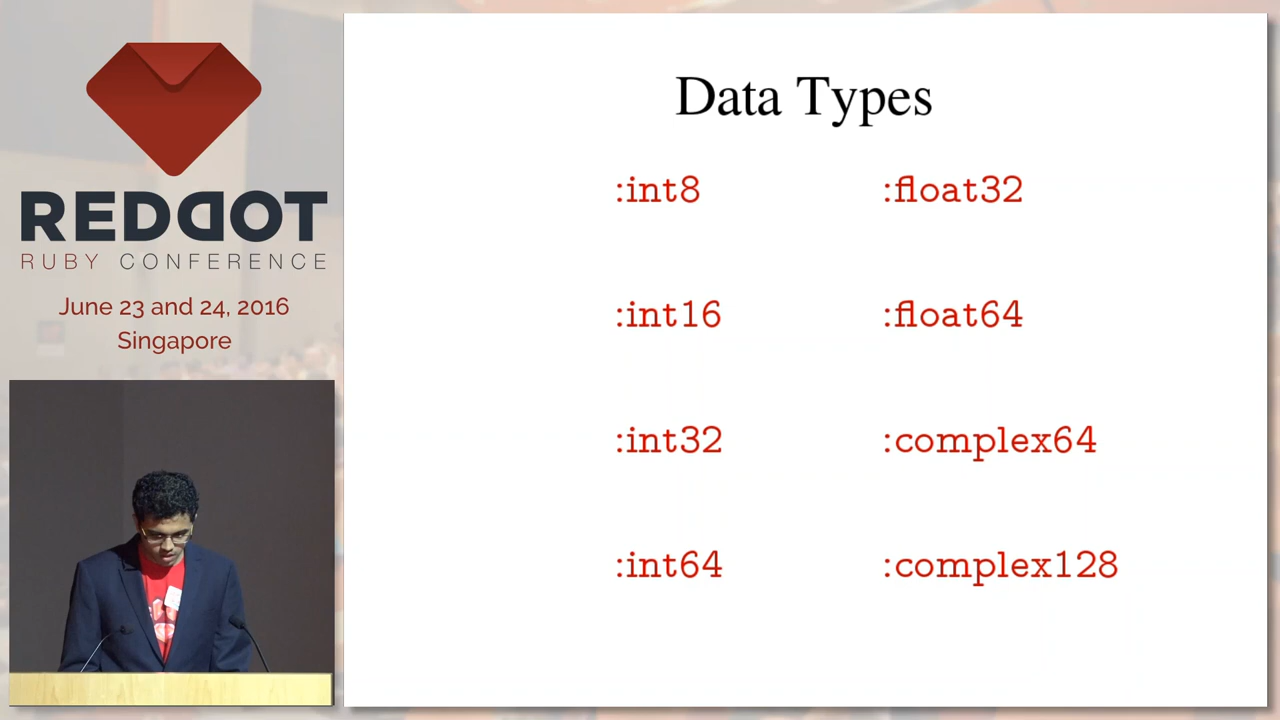 REDDOT
RUBY CONFERENCE
June 23 and 24, 2016
Singapore
Data Types
:int8 :float32
:int16 :float64
:int32 :complex64
:int64 :complex128